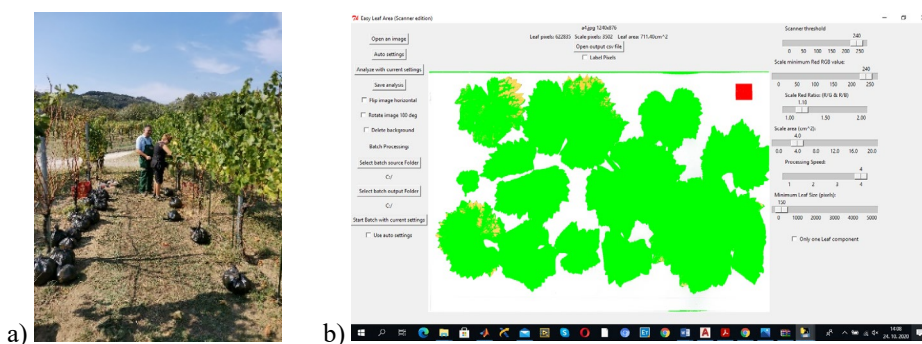 a)
b)
Easy Leaf Area (Scanner edition)
a4.jpg 1240x876
Leaf pixels: 622835 Scale pixels: 3502 Leaf area: 711.40cm^2
Open output csv file
Label Pixels
Open an image
Auto settings
Analyze with current settings
Save analysis
Flip image horizontal
Rotate image 180 deg
Delete background
Batch Processing:
Select batch source Folder
C:/
Select batch output Folder
C:/
Start Batch with current settings
Use auto settings
Scanner threshold
240
0 50 100 150 200 250
Scale minimum Red RGB value:
240
0 50 100 150 200 250
Scale Red Ratio: (R/G & R/B)
1.10
1.00 1.50 2.00
Scale area (cm^2):
4.0
0.0 4.0 8.0 12.0 16.0 20.0
Processing Speed:
4
1 2 3 4
Minimum Leaf Size (pixels):
150
0 1000 2000 3000 4000 5000
Only one Leaf component
14:08
24. 10. 2020